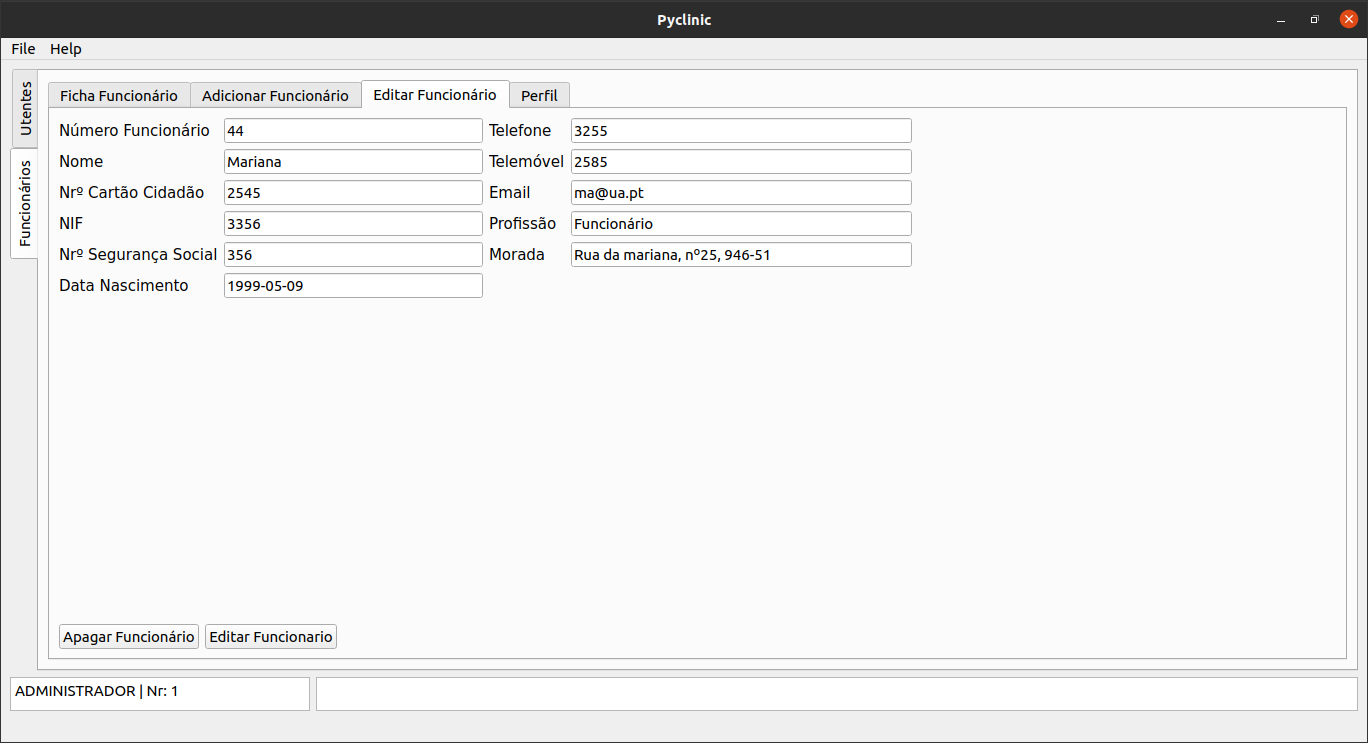 Pyclinic
File Help
Utentes
Funcionários
Ficha Funcionário Adicionar Funcionário Editar Funcionário Perfil
Número Funcionário 44 Telefone 3255
Nome Mariana Telemóvel 2585
Nrº Cartão Cidadão 2545 Email ma@ua.pt
NIF 3356 Profissão Funcionário
Nrº Segurança Social 356 Morada Rua da mariana, nº25, 946-51
Data Nascimento 1999-05-09
Apagar Funcionário Editar Funcionario
ADMINISTRADOR | Nr: 1